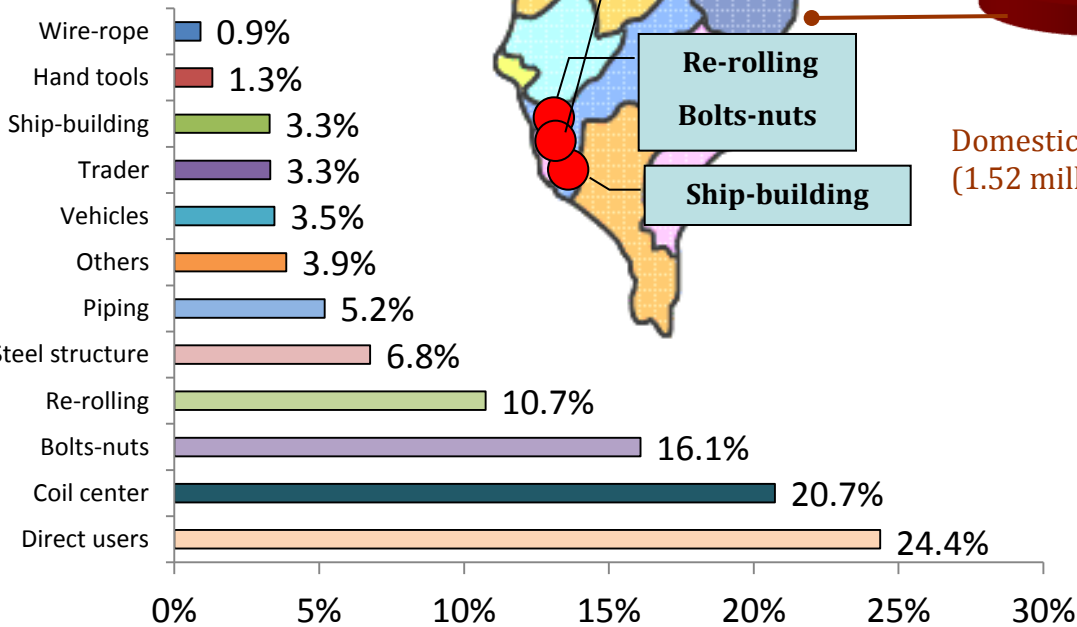 Wire-rope 0.9%
Hand tools 1.3%
Ship-building 3.3%
Trader 3.3%
Vehicles 3.5%
Others 3.9%
Piping 5.2%
Steel structure 6.8%
Re-rolling 10.7%
Bolts-nuts 16.1%
Coil center 20.7%
Direct users 24.4%
0% 5% 10% 15% 20% 25% 30%
Re-rolling
Bolts-nuts
Ship-building
Domestic
(1.52 mill